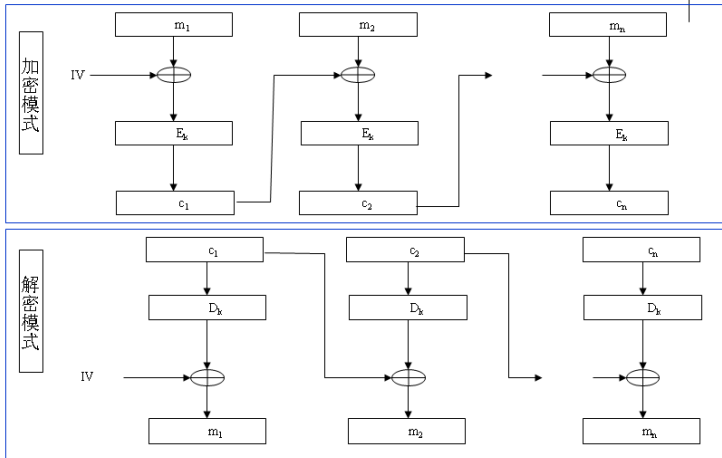 加密模式
m₁ m₂ mₙ
IV
Eₖ Eₖ Eₖ
c₁ c₂ cₙ
解密模式
c₁ c₂ cₙ
Dₖ Dₖ Dₖ
IV
m₁ m₂ mₙ